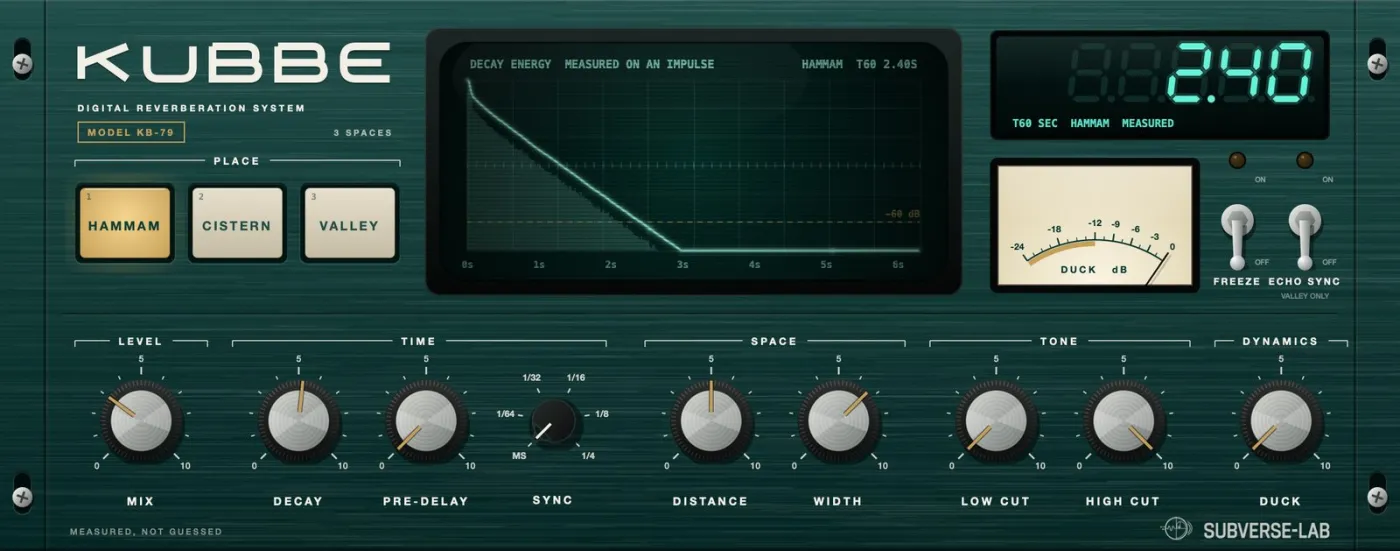 KUBBE
DIGITAL REVERBERATION SYSTEM
MODEL KB-79
3 SPACES
PLACE
1 HAMMAM
2 CISTERN
3 VALLEY
DECAY ENERGY MEASURED ON AN IMPULSE HAMMAM T60 2.40S
-60 dB
0s 1s 2s 3s 4s 5s 6s
2.40
T60 SEC HAMMAM MEASURED
-24 -18 -12 -9 -6 -3 0
DUCK dB
ON ON
OFF OFF
FREEZE ECHO SYNC
VALLEY ONLY
LEVEL
5
0 10
MIX
TIME
5
0 10
DECAY
5
0 10
PRE-DELAY
1/32 1/16
1/64 1/8
MS 1/4
SYNC
SPACE
5
0 10
DISTANCE
5
0 10
WIDTH
TONE
5
0 10
LOW CUT
5
0 10
HIGH CUT
DYNAMICS
5
0 10
DUCK
MEASURED, NOT GUESSED
SUBVERSE-LAB